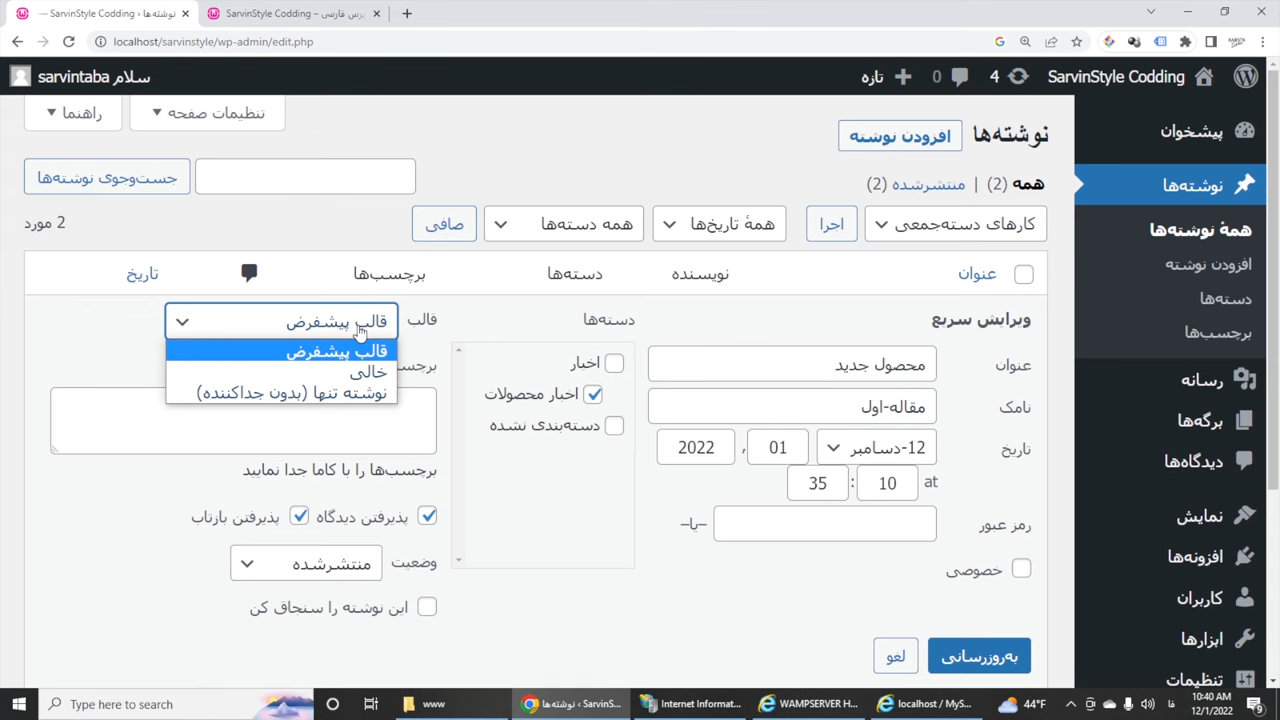 نوشته‌ها ‹ SarvinStyle Codding —
SarvinStyle Codding – برس فارسی
localhost/sarvinstyle/wp-admin/edit.php
SarvinStyle Codding
4
0
تازه
سلام sarvintaba
پیشخوان
نوشته‌ها
همهٔ نوشته‌ها
افزودن نوشته
دسته‌ها
برچسب‌ها
رسانه
برگه‌ها
دیدگاه‌ها
نمایش
افزونه‌ها
کاربران
ابزارها
تنظیمات
تنظیمات صفحه
راهنما
نوشته‌ها
افزودن نوشته
همه (2) | منتشرشده (2)
جست‌وجوی نوشته‌ها
کارهای دسته‌جمعی
اجرا
همهٔ تاریخ‌ها
همه دسته‌ها
صافی
2 مورد
عنوان
نویسنده
دسته‌ها
برچسب‌ها
تاریخ
ویرایش سریع
عنوان
محصول جدید
نامک
مقاله-اول
تاریخ
12-دسامبر
01
,
2022
at
10
:
35
رمز عبور
–یا–
خصوصی
دسته‌ها
اخبار
اخبار محصولات
دسته‌بندی نشده
قالب
قالب پیشفرض
قالب پیشفرض
خالی
نوشته تنها (بدون جداکننده)
برچسب‌ها را با کاما جدا نمایید
پذیرفتن دیدگاه
پذیرفتن بازتاب
وضعیت
منتشرشده
این نوشته را سنجاق کن
به‌روزرسانی
لغو
Type here to search
www
نوشته‌ها ‹ SarvinS...
Internet Informat...
WAMPSERVER H...
localhost / MyS...
44°F
فا
10:40 AM
12/1/2022